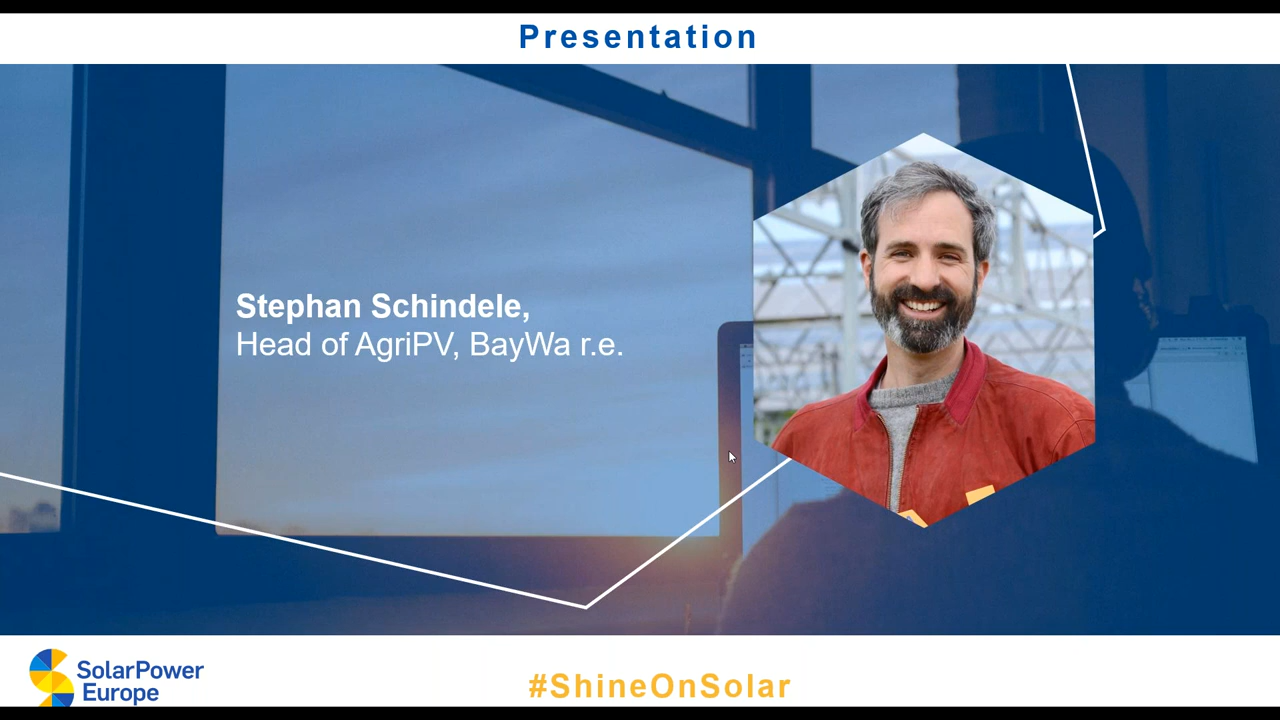 Presentation
Stephan Schindele,
Head of AgriPV, BayWa r.e.
SolarPower
Europe
#ShineOnSolar